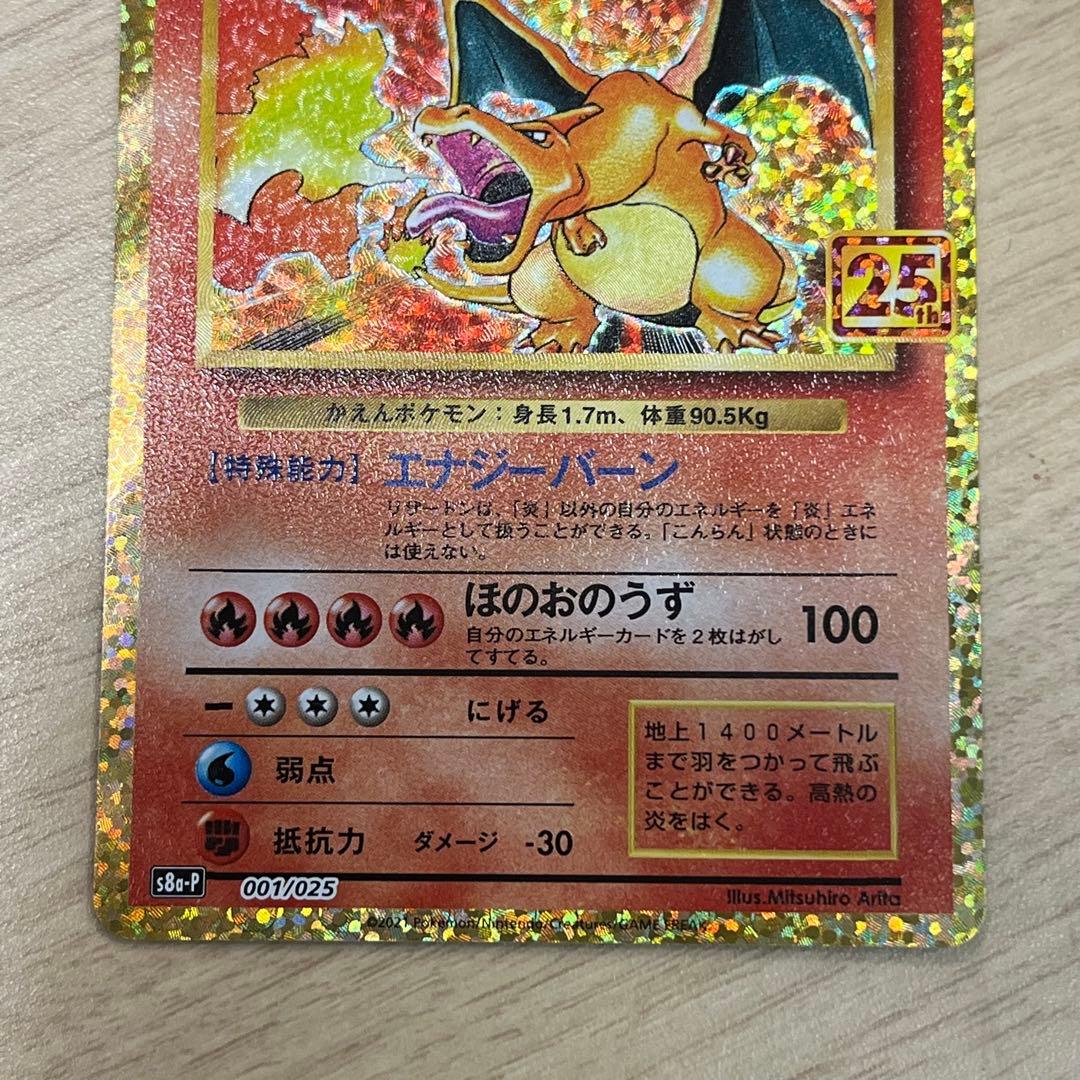 25th
かえんポケモン：身長1.7m、体重90.5Kg
【特殊能力】 エナジーバーン
リザードンは、「炎」以外の自分のエネルギーを「炎」エネ
ルギーとして扱うことができる。「こんらん」状態のときに
は使えない。
ほのおのうず 100
自分のエネルギーカードを2枚はがし
てすてる。
ー にげる
弱点
抵抗力 ダメージ -30
地上1400メートル
まで羽をつかって飛ぶ
ことができる。高熱の
炎をはく。
s8a-P 001/025
Illus.Mitsuhiro Arita
©2021 Pokémon/Nintendo/Creatures/GAME FREAK